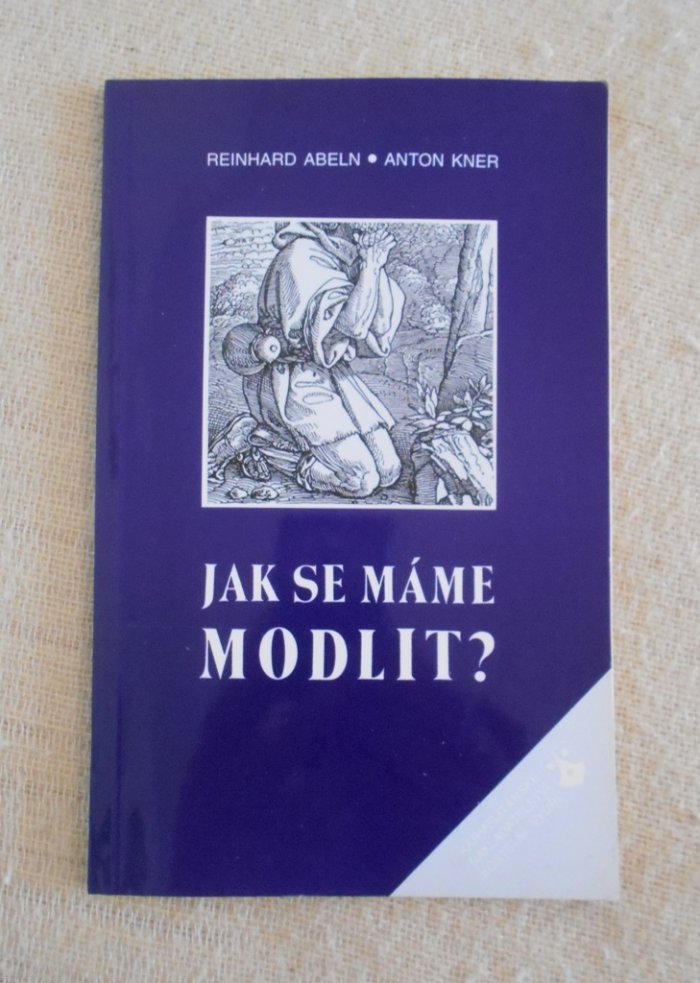 REINHARD ABELN • ANTON KNER
JAK SE MÁME
MODLIT?